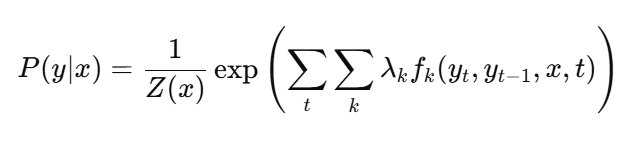 P(y|x) = \frac{1}{Z(x)} \exp\left(\sum_{t}\sum_{k} \lambda_k f_k(y_t, y_{t-1}, x, t)\right)